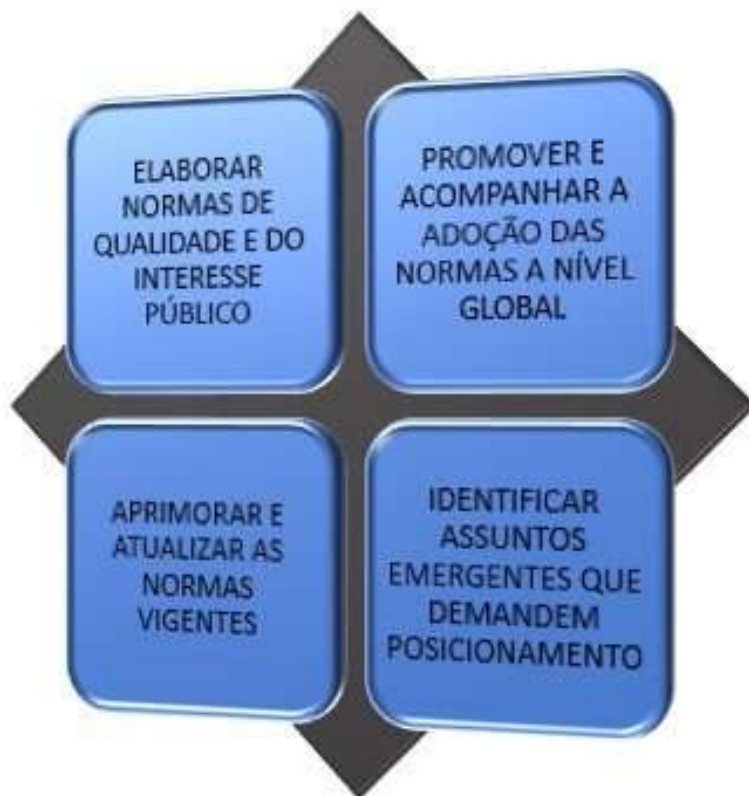 ELABORAR
NORMAS DE
QUALIDADE E DO
INTERESSE
PÚBLICO
PROMOVER E
ACOMPANHAR A
ADOÇÃO DAS
NORMAS A NÍVEL
GLOBAL
APRIMORAR E
ATUALIZAR AS
NORMAS
VIGENTES
IDENTIFICAR
ASSUNTOS
EMERGENTES QUE
DEMANDEM
POSICIONAMENTO